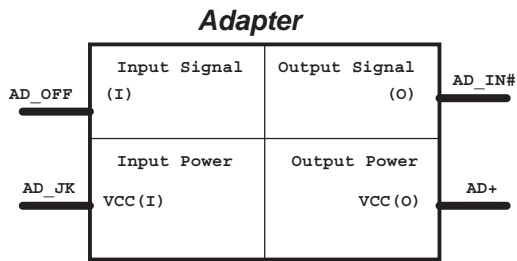 Adapter
Input Signal
Output Signal
AD_OFF
(I)
(O)
AD_IN#
Input Power
Output Power
AD_JK
VCC(I)
VCC(O)
AD+